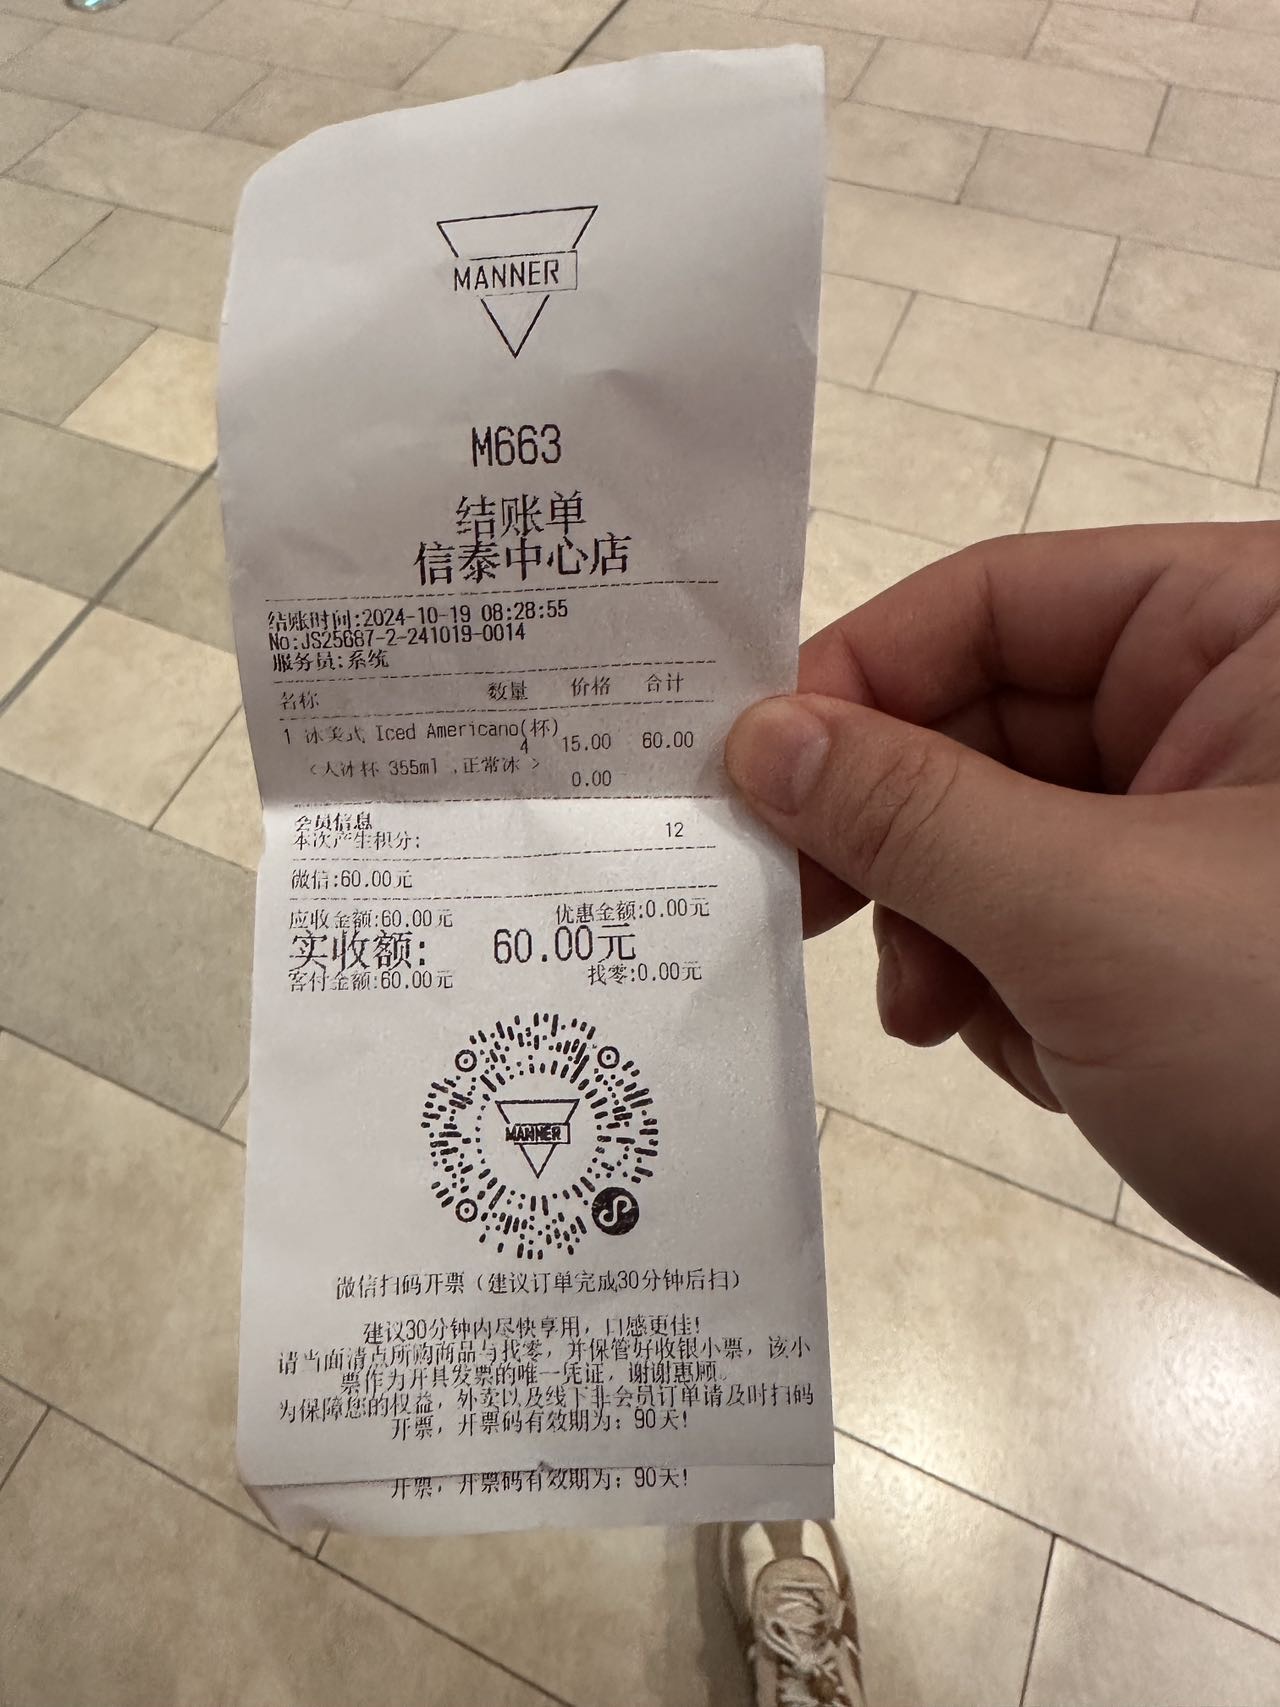 MANNER
M663
结账单
信泰中心店
结账时间:2024-10-19 08:28:55
No:JS25687-2-241019-0014
服务员:系统
名称 数量 价格 合计
1 冰美式 Iced Americano(杯)
4 15.00 60.00
<大冰杯 355ml ,正常冰 >
0.00
会员信息
本次产生积分: 12
微信:60.00元
应收金额:60.00元 优惠金额:0.00元
实收额: 60.00元
客付金额:60.00元 找零:0.00元
MANNER
微信扫码开票(建议订单完成30分钟后扫)
建议30分钟内尽快享用, 口感更佳!
请当面清点所购商品与找零, 并保管好收银小票, 该小
票作为开具发票的唯一凭证, 谢谢惠顾。
为保障您的权益, 外卖以及线下非会员订单请及时扫码
开票, 开票码有效期为: 90天!
开票, 开票码有效期为: 90天!